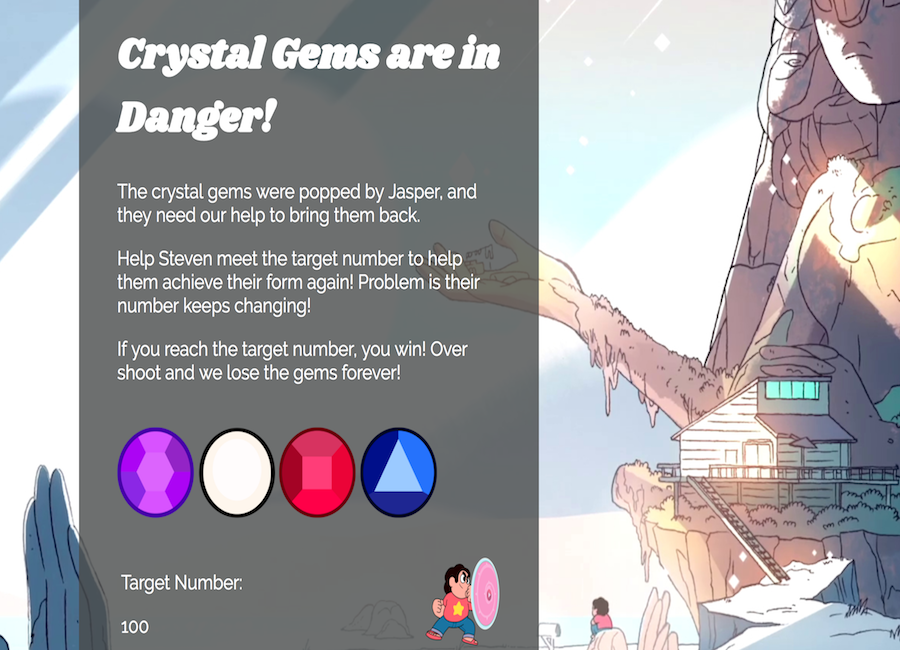 Crystal Gems are in
Danger!
The crystal gems were popped by Jasper, and
they need our help to bring them back.
Help Steven meet the target number to help
them achieve their form again! Problem is their
number keeps changing!
If you reach the target number, you win! Over
shoot and we lose the gems forever!
Target Number:
100